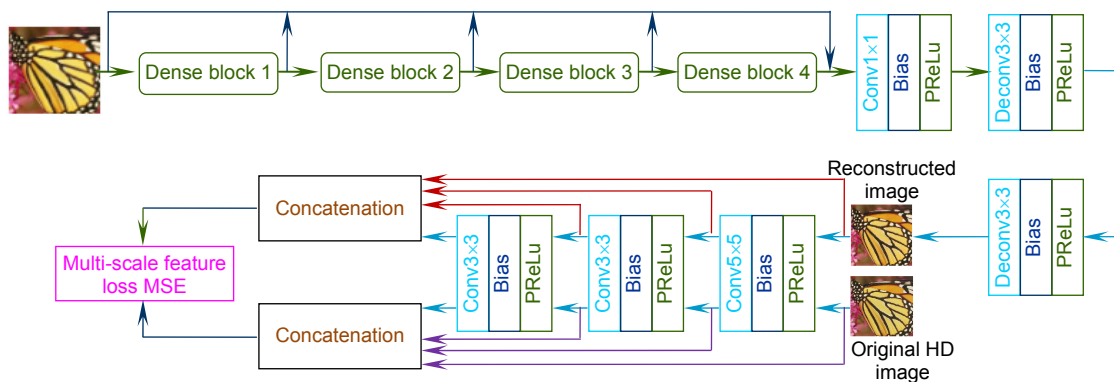 Dense block 1
Dense block 2
Dense block 3
Dense block 4
Conv1×1
Bias
PReLu
Deconv3×3
Bias
PReLu
Reconstructed
image
Concatenation
Conv3×3
Bias
PReLu
Conv3×3
Bias
PReLu
Conv5×5
Bias
PReLu
Deconv3×3
Bias
PReLu
Multi-scale feature
loss MSE
Concatenation
Original HD
image